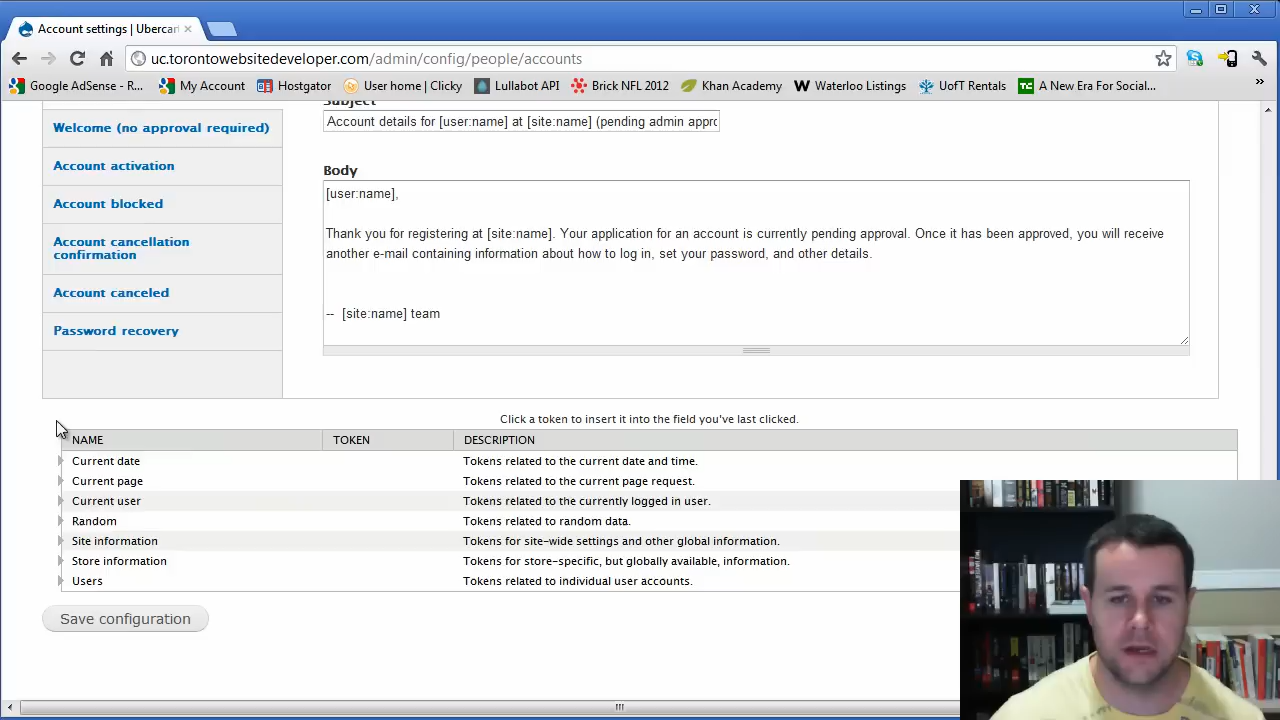 Account settings | Ubercar
uc.torontowebsitedeveloper.com/admin/config/people/accounts
Google AdSense - R... My Account Hostgator User home | Clicky Lullabot API Brick NFL 2012 Khan Academy Waterloo Listings UofT Rentals A New Era For Social... »
Subject
Welcome (no approval required)
Account details for [user:name] at [site:name] (pending admin appro
Account activation
Account blocked
Account cancellation
confirmation
Account canceled
Password recovery
Body
[user:name],
Thank you for registering at [site:name]. Your application for an account is currently pending approval. Once it has been approved, you will receive
another e-mail containing information about how to log in, set your password, and other details.
-- [site:name] team
Click a token to insert it into the field you've last clicked.
NAME TOKEN DESCRIPTION
Current date Tokens related to the current date and time.
Current page Tokens related to the current page request.
Current user Tokens related to the currently logged in user.
Random Tokens related to random data.
Site information Tokens for site-wide settings and other global information.
Store information Tokens for store-specific, but globally available, information.
Users Tokens related to individual user accounts.
Save configuration